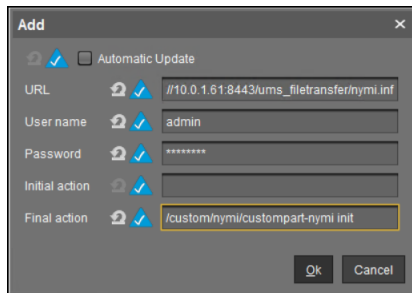 Add
Automatic Update
URL //10.0.1.61:8443/ums_filetransfer/nymi.inf
User name admin
Password ********
Initial action
Final action /custom/nymi/custompart-nymi init
Ok Cancel